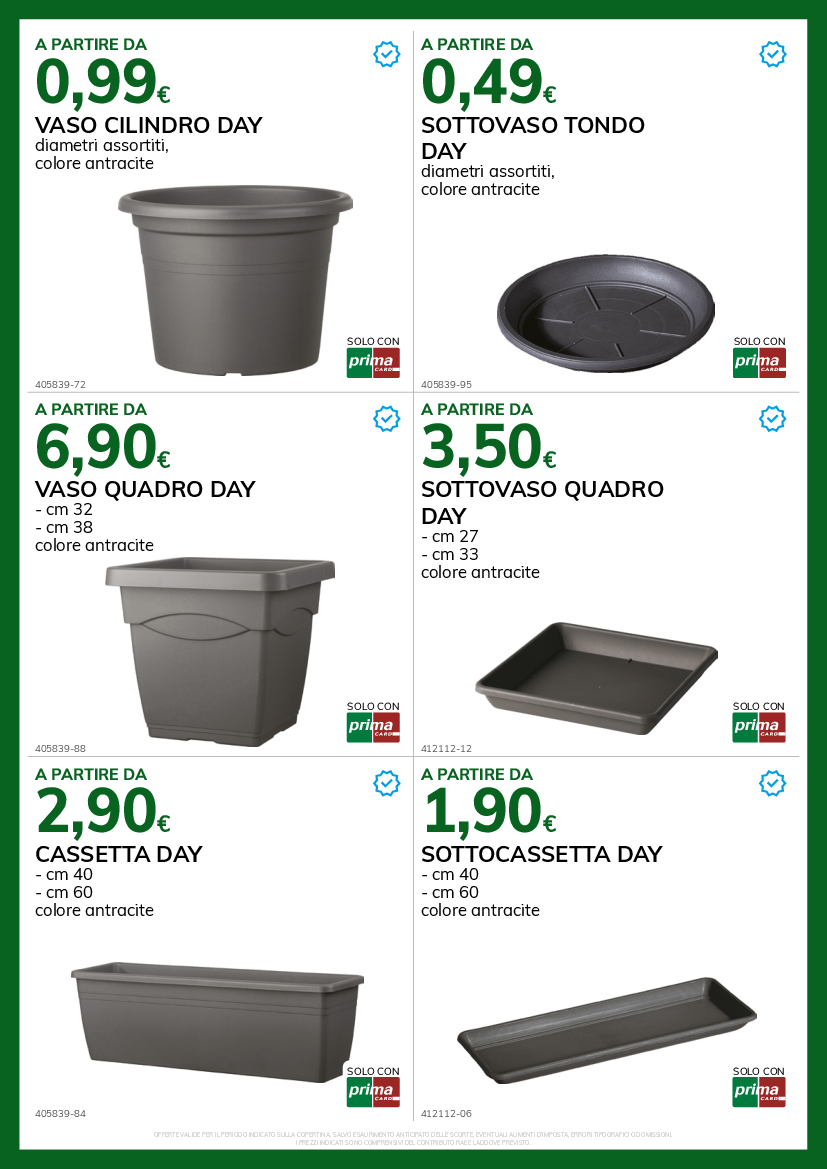 A PARTIRE DA
0,99€
VASO CILINDRO DAY
diametri assortiti,
colore antracite
SOLO CON
prima
CARD
405839-72
A PARTIRE DA
0,49€
SOTTOVASO TONDO
DAY
diametri assortiti,
colore antracite
SOLO CON
prima
CARD
405839-95
A PARTIRE DA
6,90€
VASO QUADRO DAY
- cm 32
- cm 38
colore antracite
SOLO CON
prima
CARD
405839-88
A PARTIRE DA
3,50€
SOTTOVASO QUADRO
DAY
- cm 27
- cm 33
colore antracite
SOLO CON
prima
CARD
412112-12
A PARTIRE DA
2,90€
CASSETTA DAY
- cm 40
- cm 60
colore antracite
SOLO CON
prima
CARD
405839-84
A PARTIRE DA
1,90€
SOTTOCASSETTA DAY
- cm 40
- cm 60
colore antracite
SOLO CON
prima
CARD
412112-06
OFFERTE VALIDE PER IL PERIODO INDICATO SULLA COPERTINA, SALVO ESAURIMENTO ANTICIPATO DELLE SCORTE, EVENTUALI AUMENTI D'IMPOSTA, ERRORI TIPOGRAFICI OD OMISSIONI.
I PREZZI INDICATI SONO COMPRENSIVI DEL CONTRIBUTO RAEE LADDOVE PREVISTO.